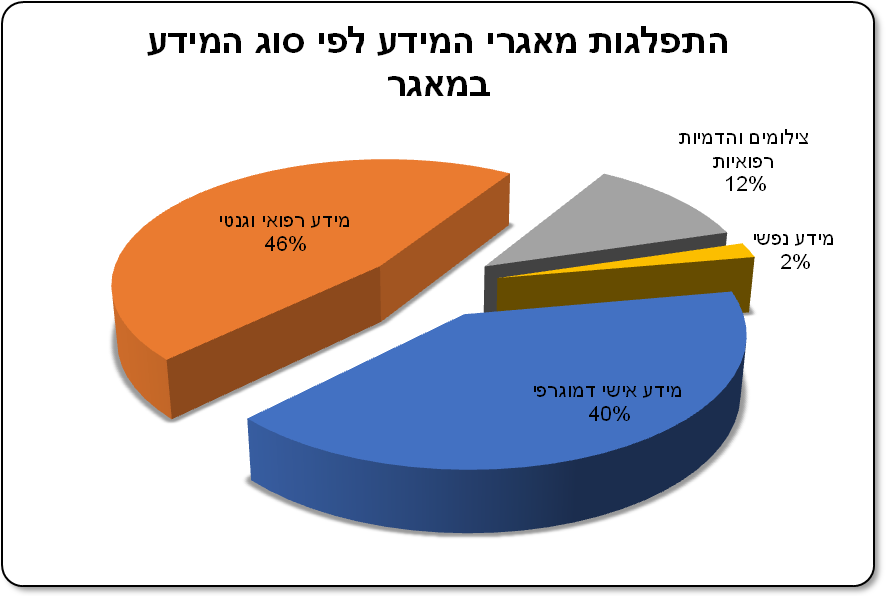 התפלגות מאגרי המידע לפי סוג המידע
במאגר
צילומים והדמיות
רפואיות
12%
מידע רפואי וגנטי
46%
מידע נפשי
2%
מידע אישי דמוגרפי
40%